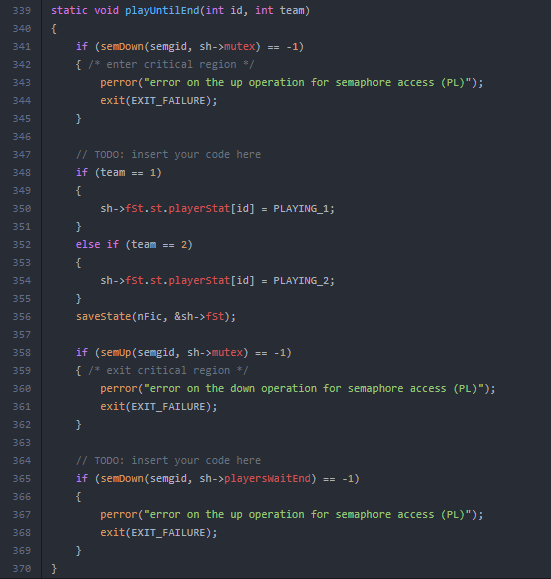 339 static void playUntilEnd(int id, int team)
340 {
341     if (semDown(semgid, sh->mutex) == -1)
342     { /* enter critical region */
343         perror("error on the up operation for semaphore access (PL)");
344         exit(EXIT_FAILURE);
345     }
346
347     // TODO: insert your code here
348     if (team == 1)
349     {
350         sh->fSt.st.playerStat[id] = PLAYING_1;
351     }
352     else if (team == 2)
353     {
354         sh->fSt.st.playerStat[id] = PLAYING_2;
355     }
356     saveState(nFic, &sh->fSt);
357
358     if (semUp(semgid, sh->mutex) == -1)
359     { /* exit critical region */
360         perror("error on the down operation for semaphore access (PL)");
361         exit(EXIT_FAILURE);
362     }
363
364     // TODO: insert your code here
365     if (semDown(semgid, sh->playersWaitEnd) == -1)
366     {
367         perror("error on the up operation for semaphore access (PL)");
368         exit(EXIT_FAILURE);
369     }
370 }